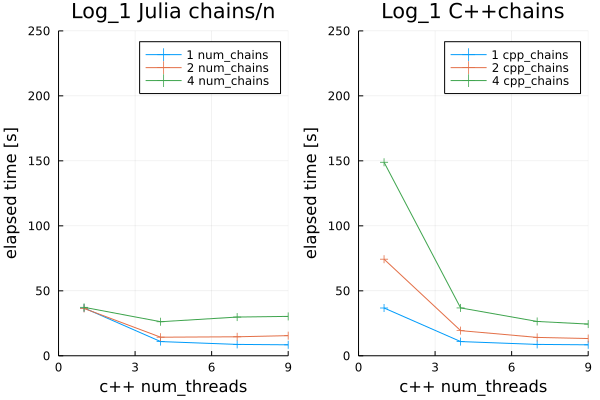 Log_1 Julia chains/n
250
200
150
100
50
0
elapsed time [s]
1 num_chains
2 num_chains
4 num_chains
0 3 6 9
c++ num_threads
Log_1 C++chains
250
200
150
100
50
0
elapsed time [s]
1 cpp_chains
2 cpp_chains
4 cpp_chains
0 3 6 9
c++ num_threads